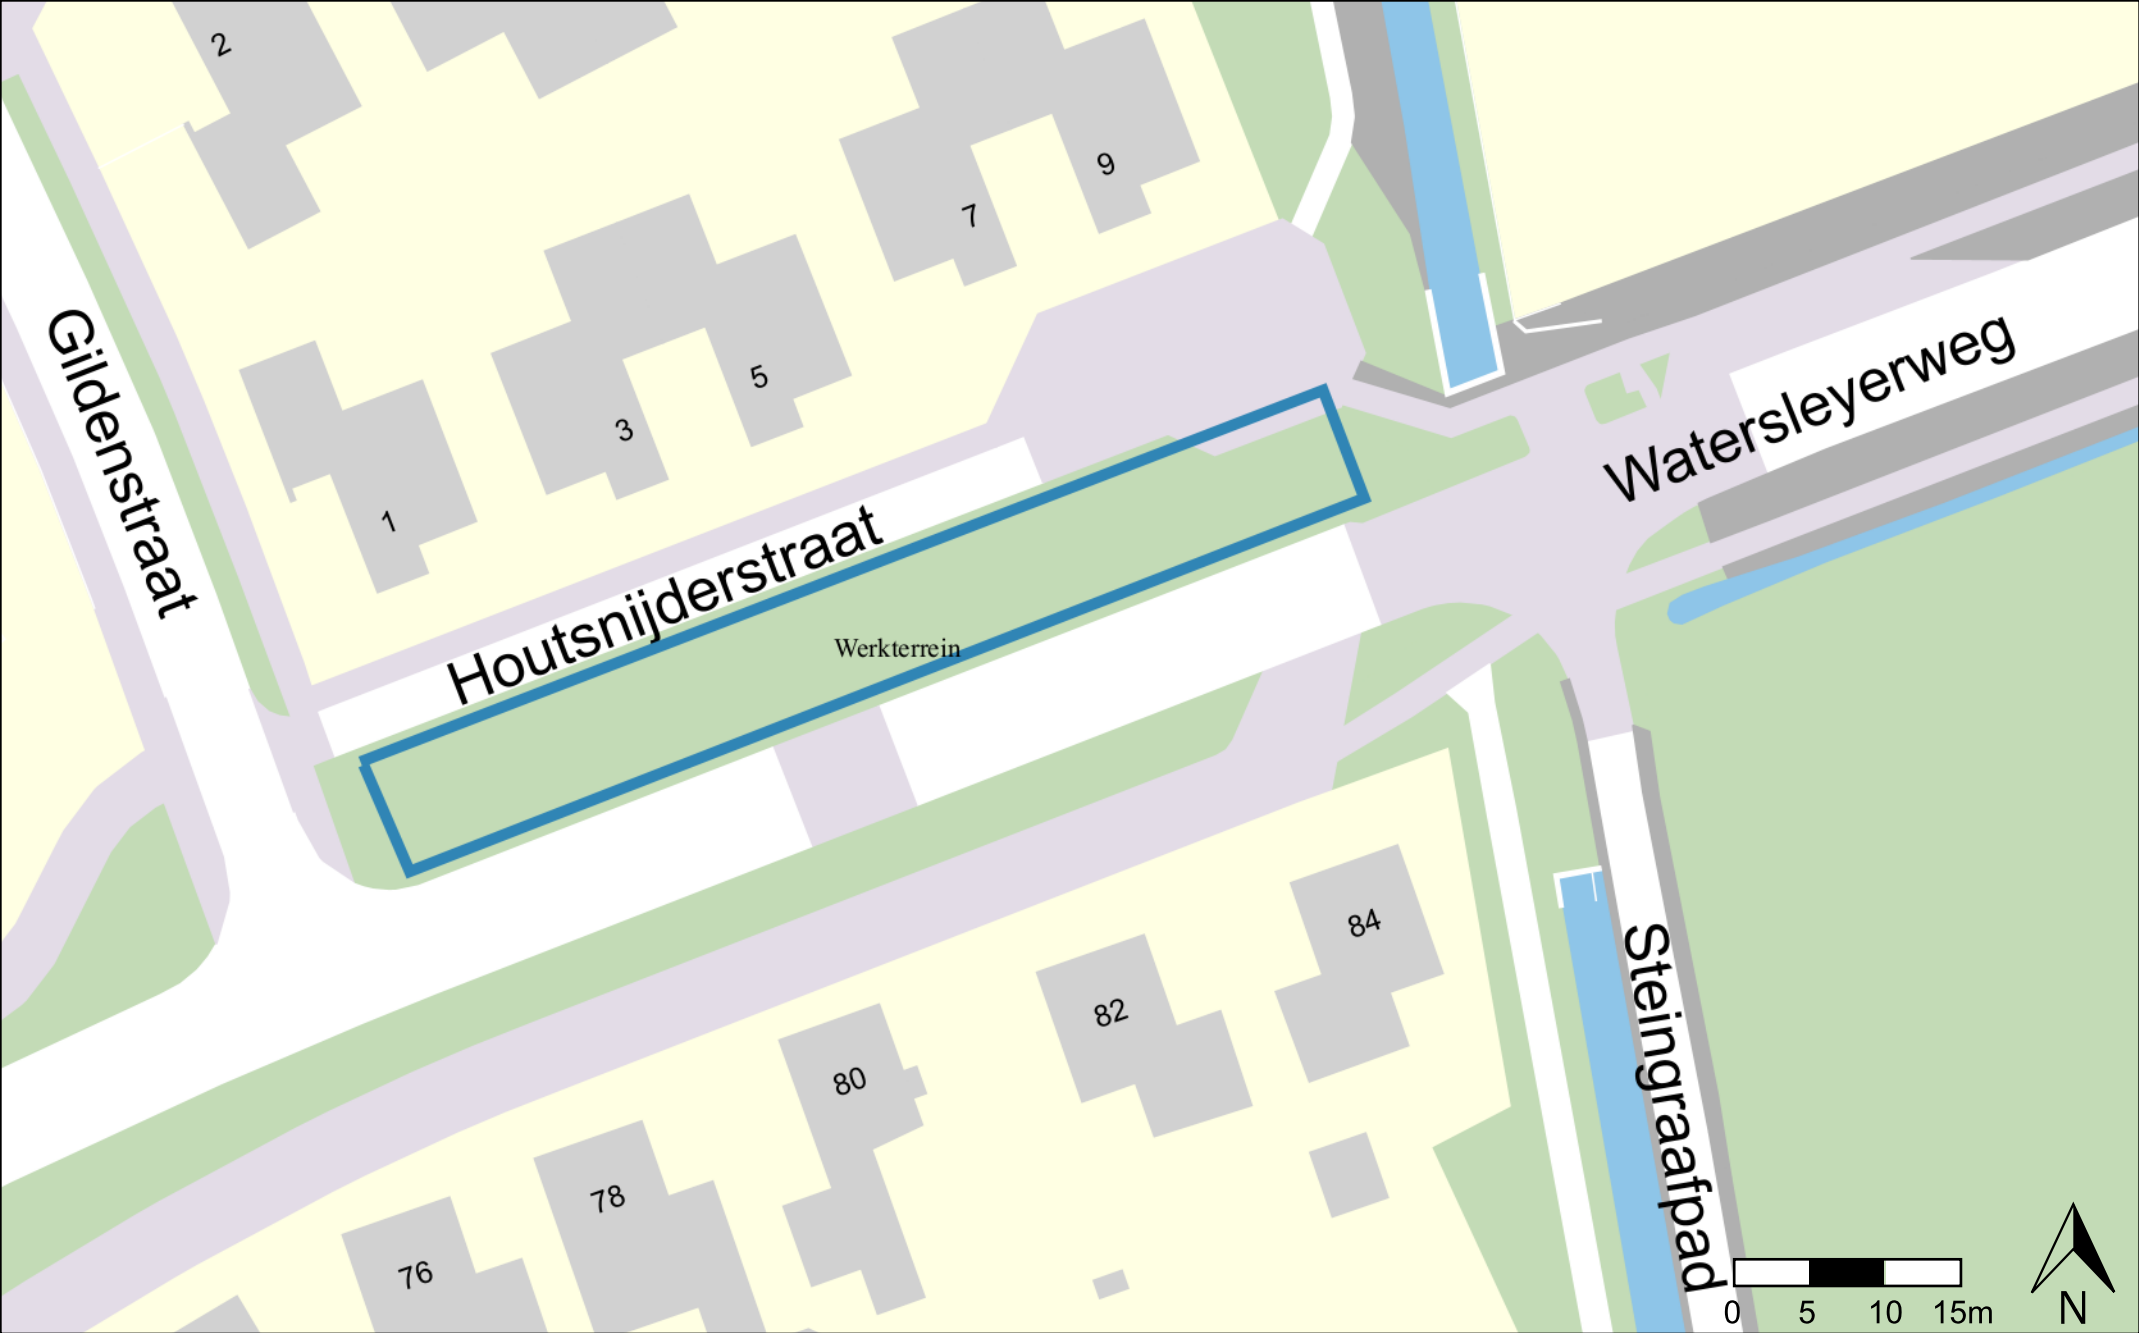 2
9
7
Gildenstraat
Watersleyerweg
5
3
1
Houtsnijderstraat
Werkterrein
84
82
Steingraafpad
80
78
76
0 5 10 15m
N